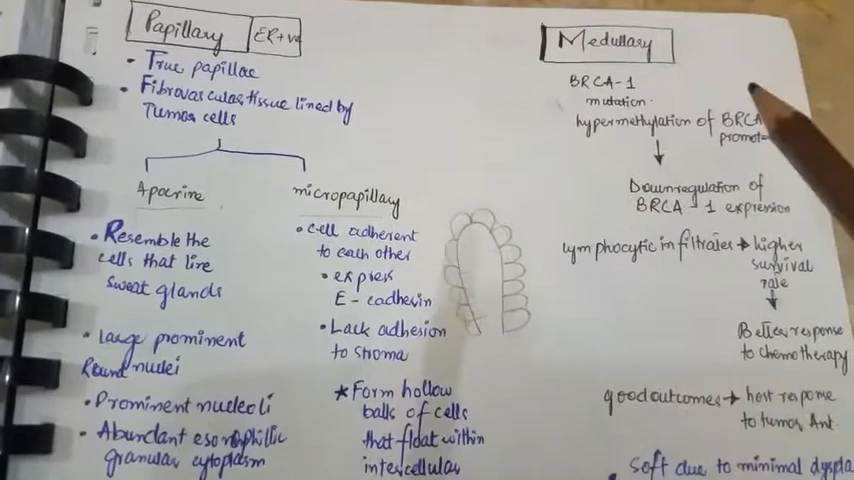 Papillary ER+ve
• True papillae
• Fibrovascular tissue lined by
Tumor cells
Apocrine
• Resemble the
cells that line
sweat glands
• Large prominent
Round nuclei
• Prominent nucleoli
• Abundant esonophillic
granular cytoplasm
micropapillary
• cell adherent
to each other
• express
E-cadherin
• Lack adhesion
to stroma
* Form hollow
balls of cells
that float within
intercellular
Medullary
BRCA-1
mutation.
hypermethylation of BRCA
promote
Downregulation of
BRCA-1 expression
lymphocytic infiltrates → higher
survival
rate
Better response
to chemotherapy
good outcomes → host response
to tumor Ant.
• soft due to minimal dyspla